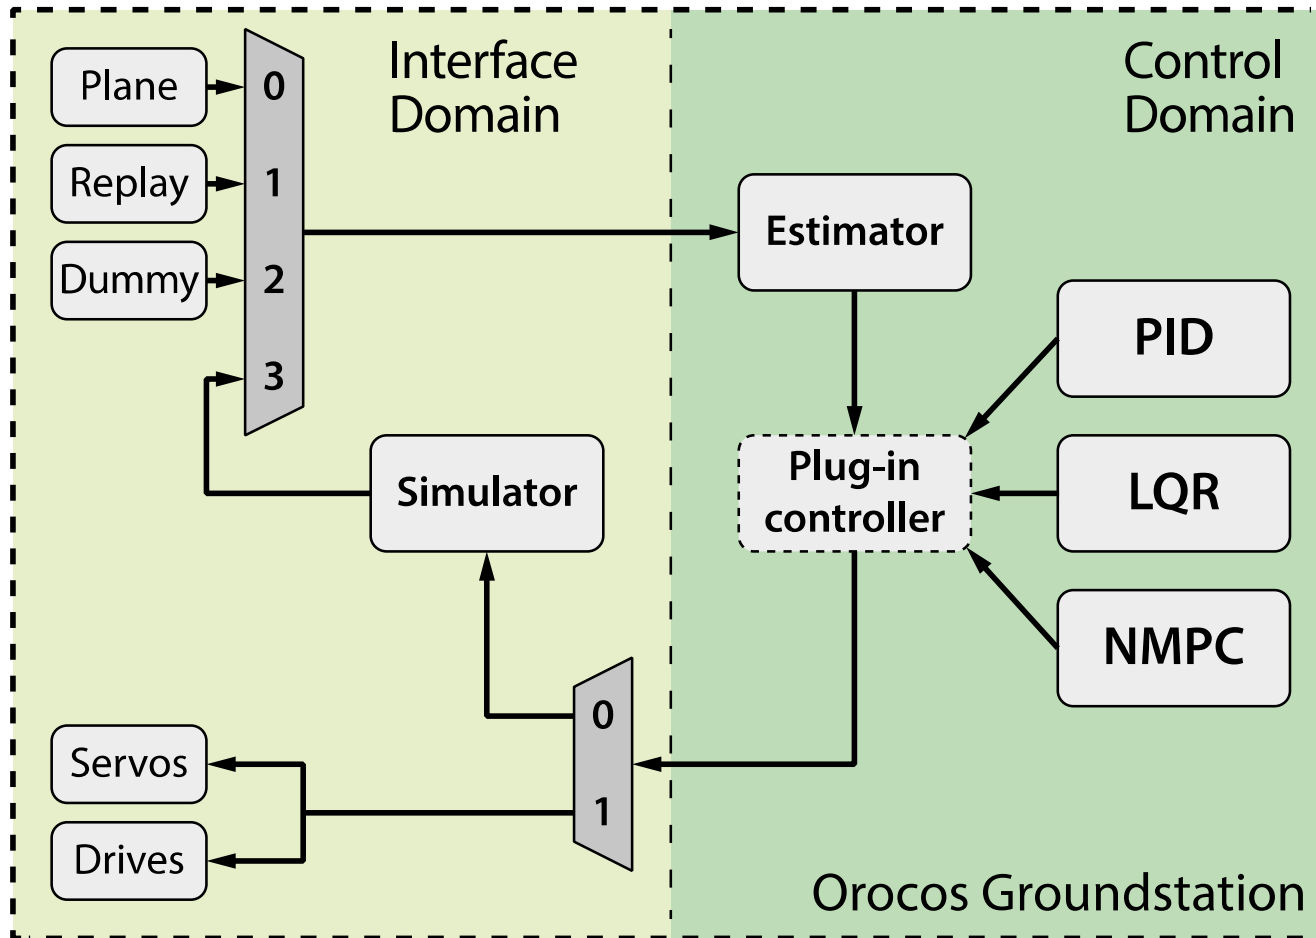 Interface
Domain
Control
Domain
Plane
Replay
Dummy
0
1
2
3
Estimator
PID
LQR
NMPC
Plug-in
controller
Simulator
0
1
Servos
Drives
Orocos Groundstation